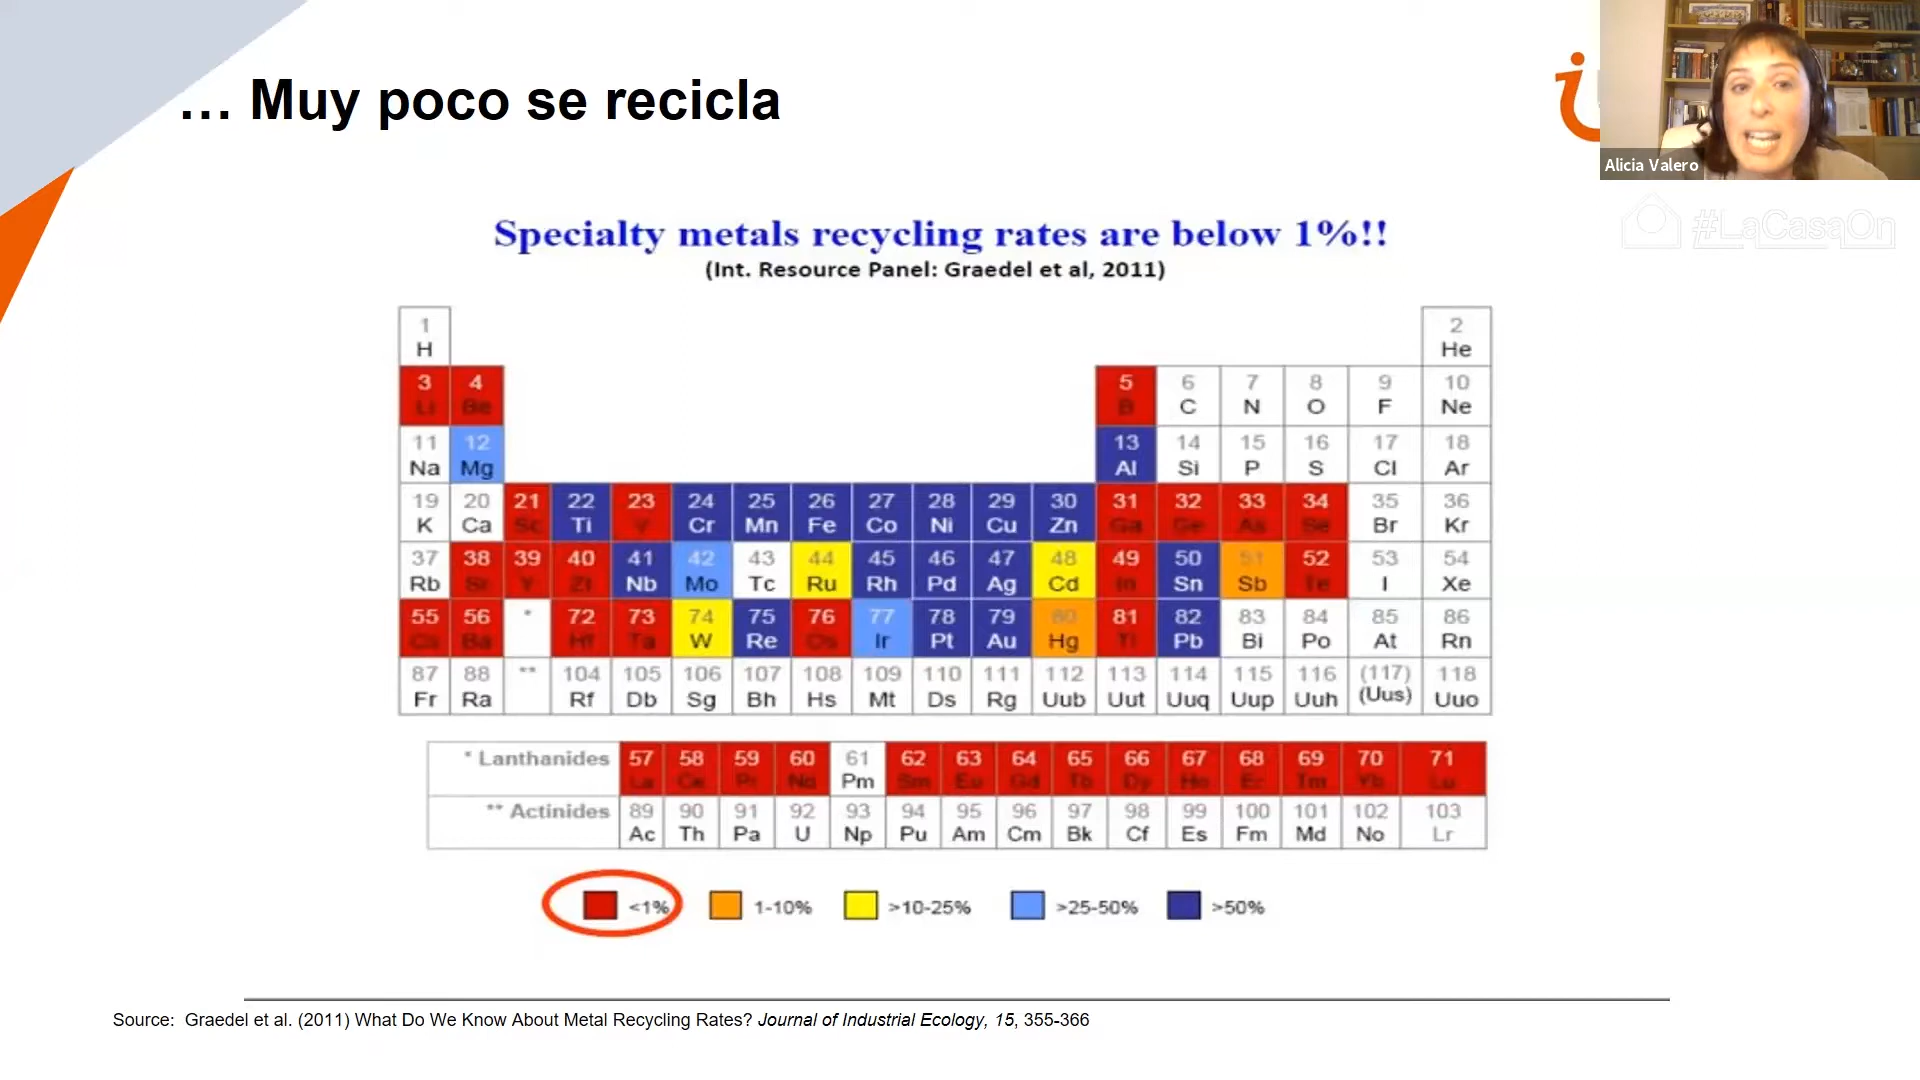 … Muy poco se recicla
Alicia Valero
#LaCasaOn
Specialty metals recycling rates are below 1%!!
(Int. Resource Panel: Graedel et al, 2011)
1 2
H He
3 4 5 6 7 8 9 10
Li Be B C N O F Ne
11 12 13 14 15 16 17 18
Na Mg Al Si P S Cl Ar
19 20 21 22 23 24 25 26 27 28 29 30 31 32 33 34 35 36
K Ca Sc Ti V Cr Mn Fe Co Ni Cu Zn Ga Ge As Se Br Kr
37 38 39 40 41 42 43 44 45 46 47 48 49 50 51 52 53 54
Rb Sr Y Zr Nb Mo Tc Ru Rh Pd Ag Cd In Sn Sb Te I Xe
55 56 * 72 73 74 75 76 77 78 79 80 81 82 83 84 85 86
Cs Ba Hf Ta W Re Os Ir Pt Au Hg Tl Pb Bi Po At Rn
87 88 ** 104 105 106 107 108 109 110 111 112 113 114 115 116 (117) 118
Fr Ra Rf Db Sg Bh Hs Mt Ds Rg Uub Uut Uuq Uup Uuh (Uus) Uuo
* Lanthanides 57 58 59 60 61 62 63 64 65 66 67 68 69 70 71
La Ce Pr Nd Pm Sm Eu Gd Tb Dy Ho Er Tm Yb Lu
** Actinides 89 90 91 92 93 94 95 96 97 98 99 100 101 102 103
Ac Th Pa U Np Pu Am Cm Bk Cf Es Fm Md No Lr
<1% 1-10% >10-25% >25-50% >50%
Source: Graedel et al. (2011) What Do We Know About Metal Recycling Rates? Journal of Industrial Ecology, 15, 355-366